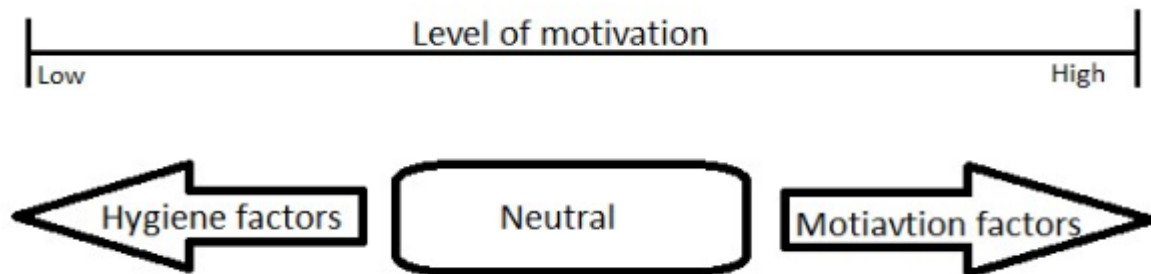 Level of motivation
Low
High
Hygiene factors
Neutral
Motiavtion factors